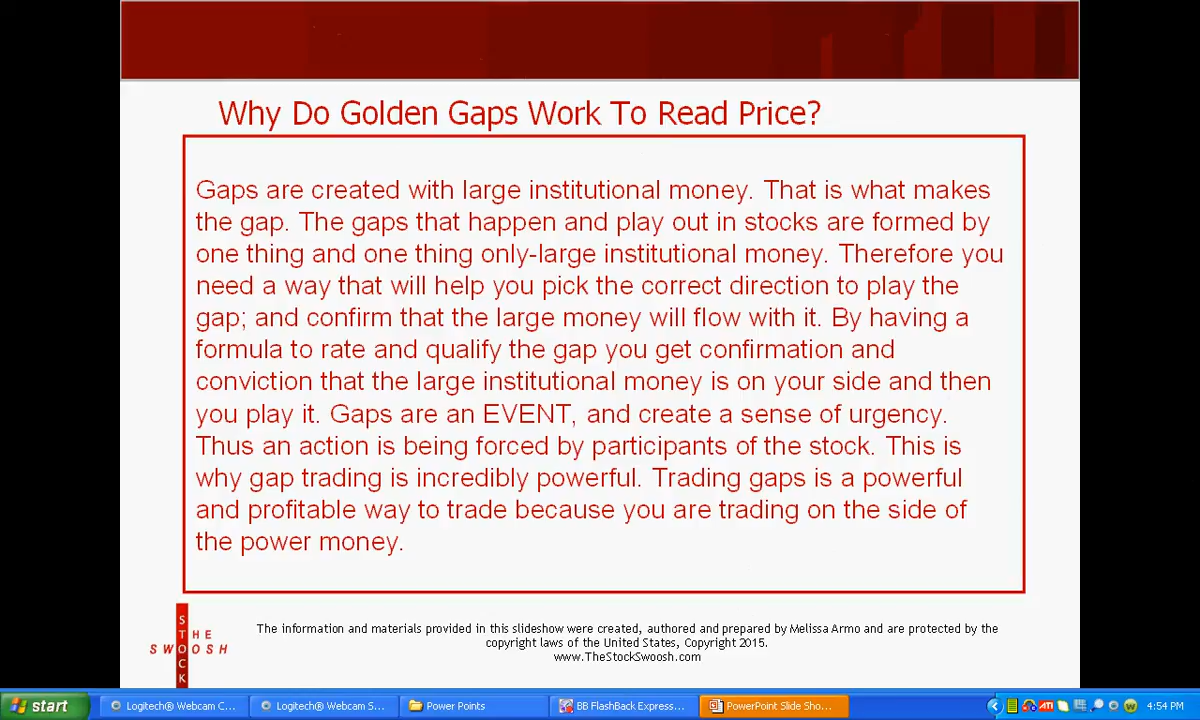 Why Do Golden Gaps Work To Read Price?
Gaps are created with large institutional money. That is what makes
the gap. The gaps that happen and play out in stocks are formed by
one thing and one thing only-large institutional money. Therefore you
need a way that will help you pick the correct direction to play the
gap; and confirm that the large money will flow with it. By having a
formula to rate and qualify the gap you get confirmation and
conviction that the large institutional money is on your side and then
you play it. Gaps are an EVENT, and create a sense of urgency.
Thus an action is being forced by participants of the stock. This is
why gap trading is incredibly powerful. Trading gaps is a powerful
and profitable way to trade because you are trading on the side of
the power money.
THE
STOCK
SWOOSH
The information and materials provided in this slideshow were created, authored and prepared by Melissa Armo and are protected by the
copyright laws of the United States, Copyright 2015.
www.TheStockSwoosh.com
start
Logitech® Webcam C...
Logitech® Webcam S...
Power Points
BB FlashBack Express...
PowerPoint Slide Sho...
ATI
W
4:54 PM